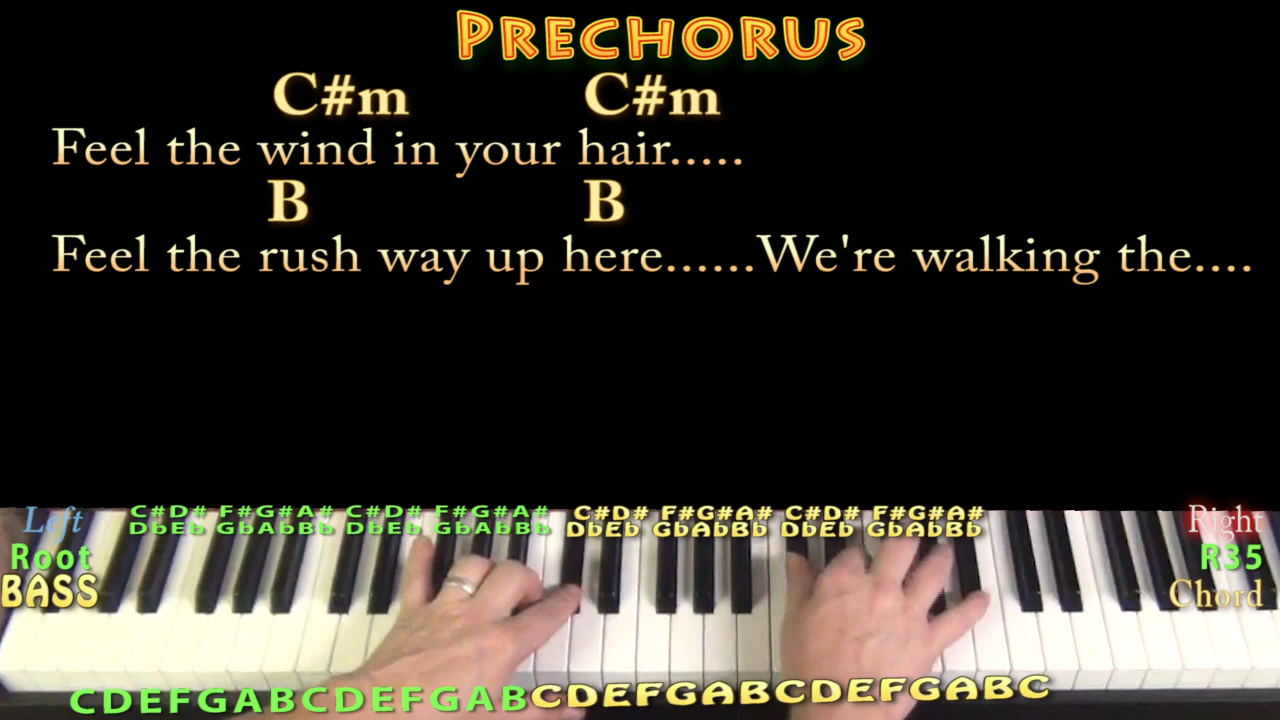 PRECHORUS
C#m C#m
Feel the wind in your hair.....
B B
Feel the rush way up here......We're walking the....
Left C#D# F#G#A# C#D# F#G#A# C#D# F#G#A# C#D# F#G#A# Right
DbEb GbAbBb DbEb GbAbBb DbEb GbAbBb DbEb GbAbBb
Root R35
BASS Chord
CDEFGABCDEFGABCDEFGABCDEFGABC